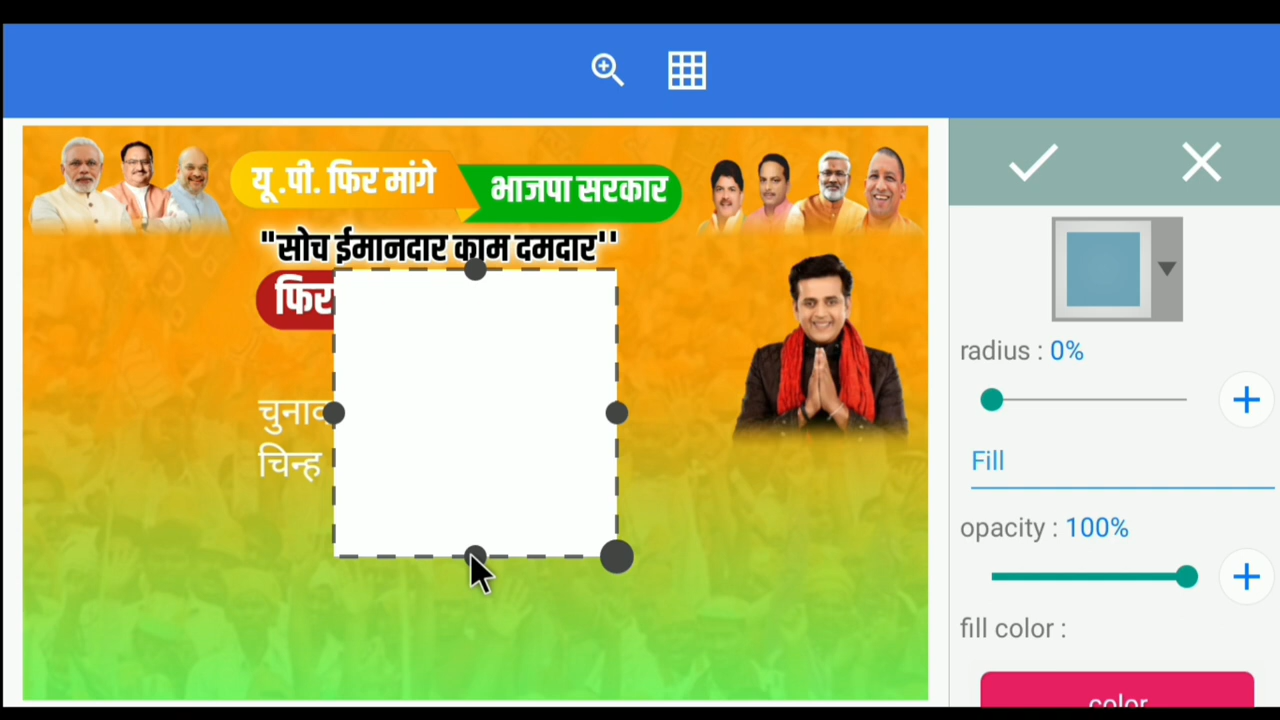 यू.पी. फिर मांगे
भाजपा सरकार
"सोच ईमानदार काम दमदार''
फिर
चुनाव
चिन्ह
radius : 0%
Fill
opacity : 100%
fill color :
color